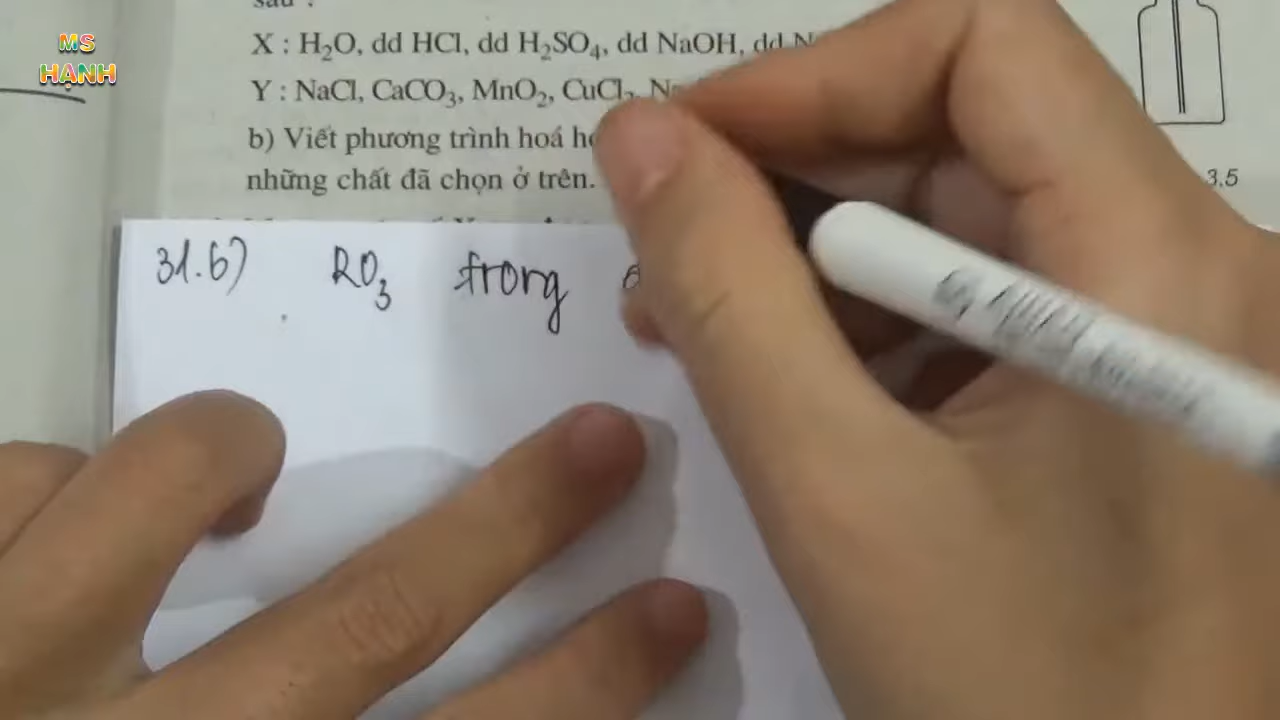 MS
HẠNH
sau :
X : H₂O, dd HCl, dd H₂SO₄, dd NaOH, dd
Y : NaCl, CaCO₃, MnO₂, CuCl₂,
b) Viết phương trình hoá
những chất đã chọn ở trên.
3.5
31.6) RO₃ trong